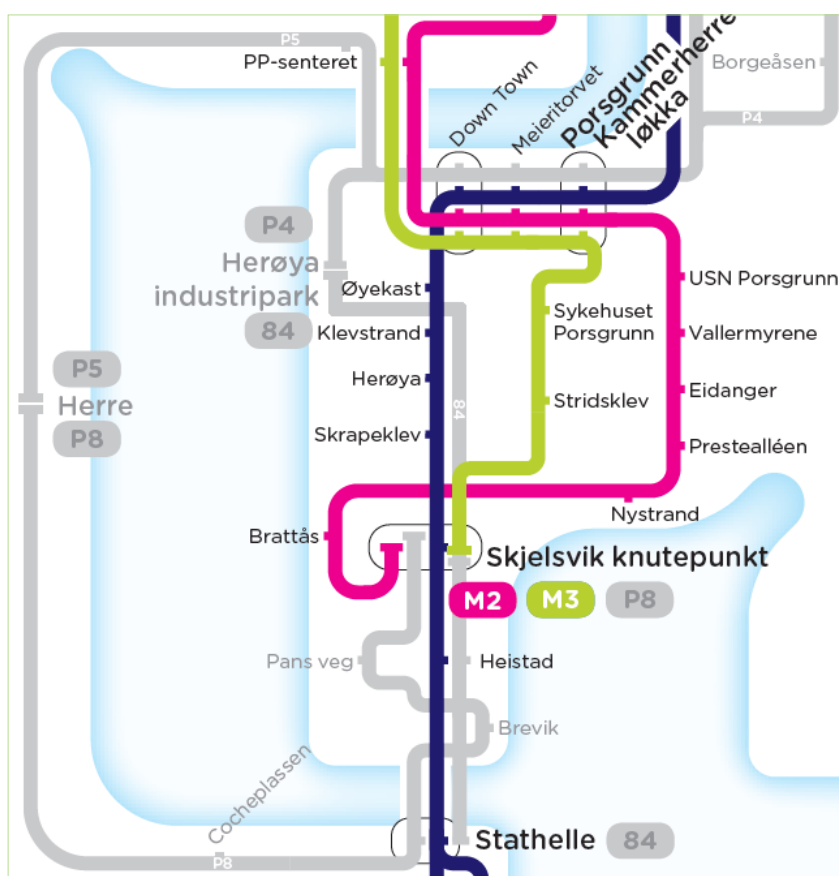 P5
PP-senteret
Down Town
Meieritorvet
Porsgrunn
Kammerherre
løkka
Borgeåsen
P4
P4
Herøya
industripark
84
Øyekast
Klevstrand
Herøya
Skrapeklev
84
Sykehuset
Porsgrunn
Stridsklev
USN Porsgrunn
Vallermyrene
Eidanger
Prestealléen
Nystrand
P5
Herre
P8
Brattås
Skjelsvik knutepunkt
M2 M3 P8
Pans veg
Heistad
Brevik
Cocheplassen
Stathelle 84
P8